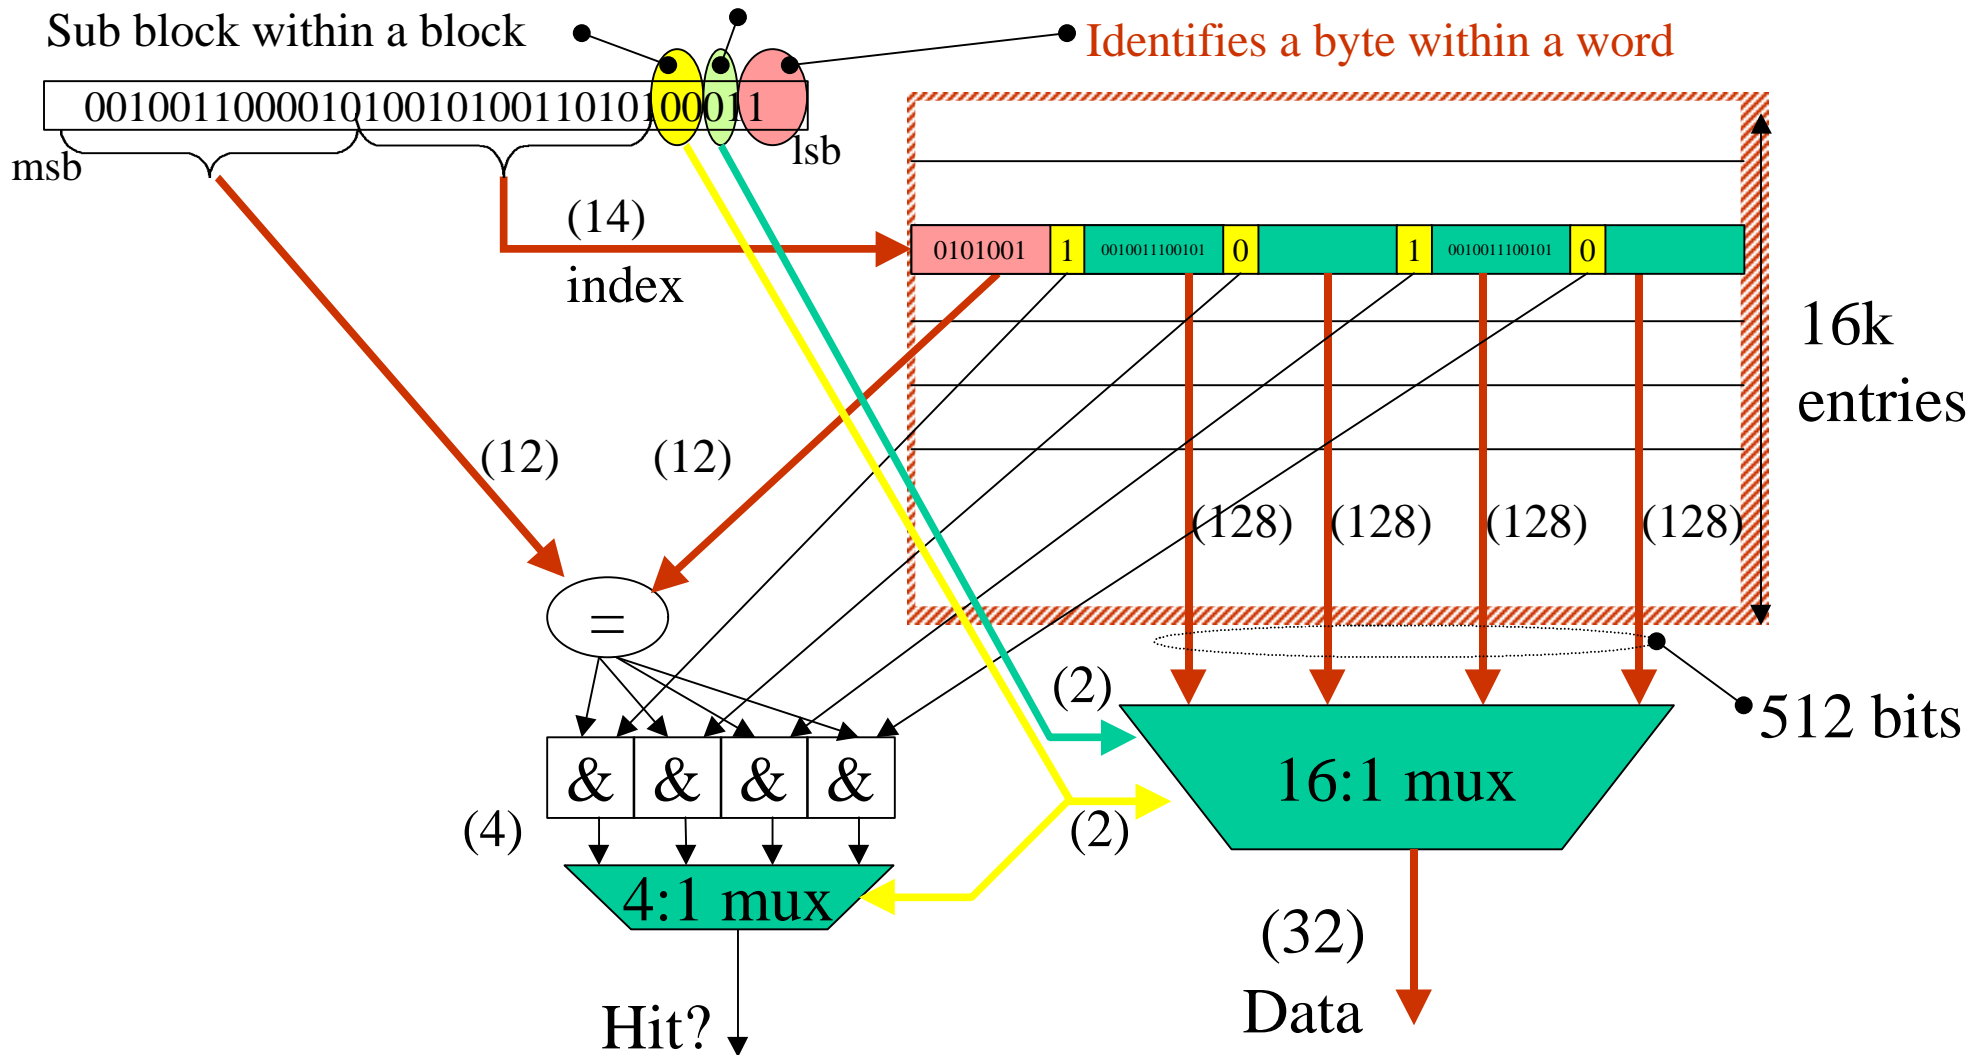 Sub block within a block
Identifies a byte within a word
00100110000101001010011010100011
msb
lsb
(14)
index
0101001 1 0010011100101 0 1 0010011100101 0
16k
entries
(12) (12)
(128) (128) (128) (128)
=
(2)
512 bits
& & & &
16:1 mux
(4)
(2)
4:1 mux
(32)
Hit?
Data